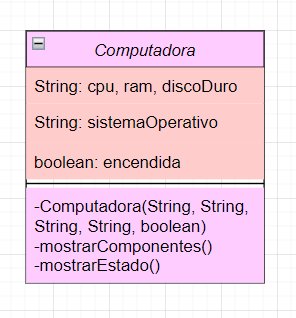 Computadora
String: cpu, ram, discoDuro
String: sistemaOperativo
boolean: encendida
-Computadora(String, String,
String, String, boolean)
-mostrarComponentes()
-mostrarEstado()